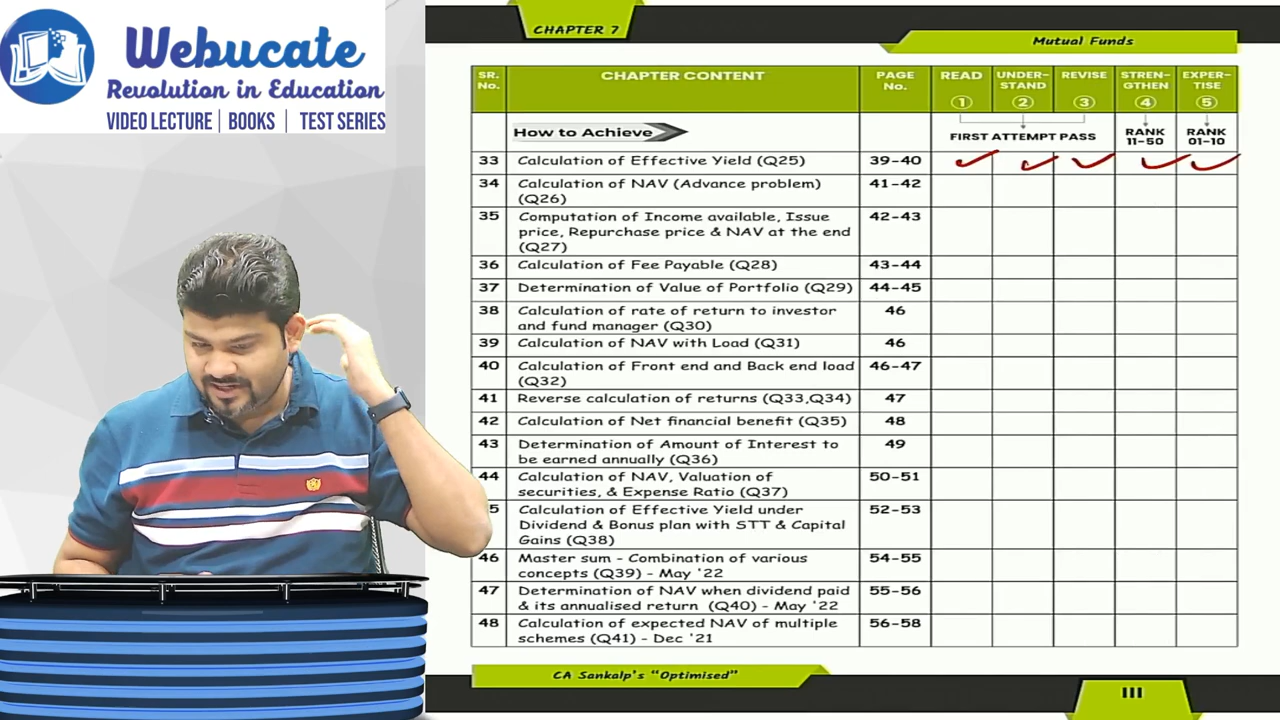 Webucate
Revolution in Education
VIDEO LECTURE | BOOKS | TEST SERIES
CHAPTER 7
Mutual Funds
SR. No. CHAPTER CONTENT PAGE No. READ ① UNDER-STAND ② REVISE ③ STREN-GTHEN ④ EXPER-TISE ⑤
How to Achieve FIRST ATTEMPT PASS RANK 11-50 RANK 01-10
33 Calculation of Effective Yield (Q25) 39-40
34 Calculation of NAV (Advance problem)
(Q26) 41-42
35 Computation of Income available, Issue
price, Repurchase price & NAV at the end
(Q27) 42-43
36 Calculation of Fee Payable (Q28) 43-44
37 Determination of Value of Portfolio (Q29) 44-45
38 Calculation of rate of return to investor
and fund manager (Q30) 46
39 Calculation of NAV with Load (Q31) 46
40 Calculation of Front end and Back end load
(Q32) 46-47
41 Reverse calculation of returns (Q33,Q34) 47
42 Calculation of Net financial benefit (Q35) 48
43 Determination of Amount of Interest to
be earned annually (Q36) 49
44 Calculation of NAV, Valuation of
securities, & Expense Ratio (Q37) 50-51
5 Calculation of Effective Yield under
Dividend & Bonus plan with STT & Capital
Gains (Q38) 52-53
46 Master sum - Combination of various
concepts (Q39) - May '22 54-55
47 Determination of NAV when dividend paid
& its annualised return (Q40) - May '22 55-56
48 Calculation of expected NAV of multiple
schemes (Q41) - Dec '21 56-58
CA Sankalp's "Optimised"
III